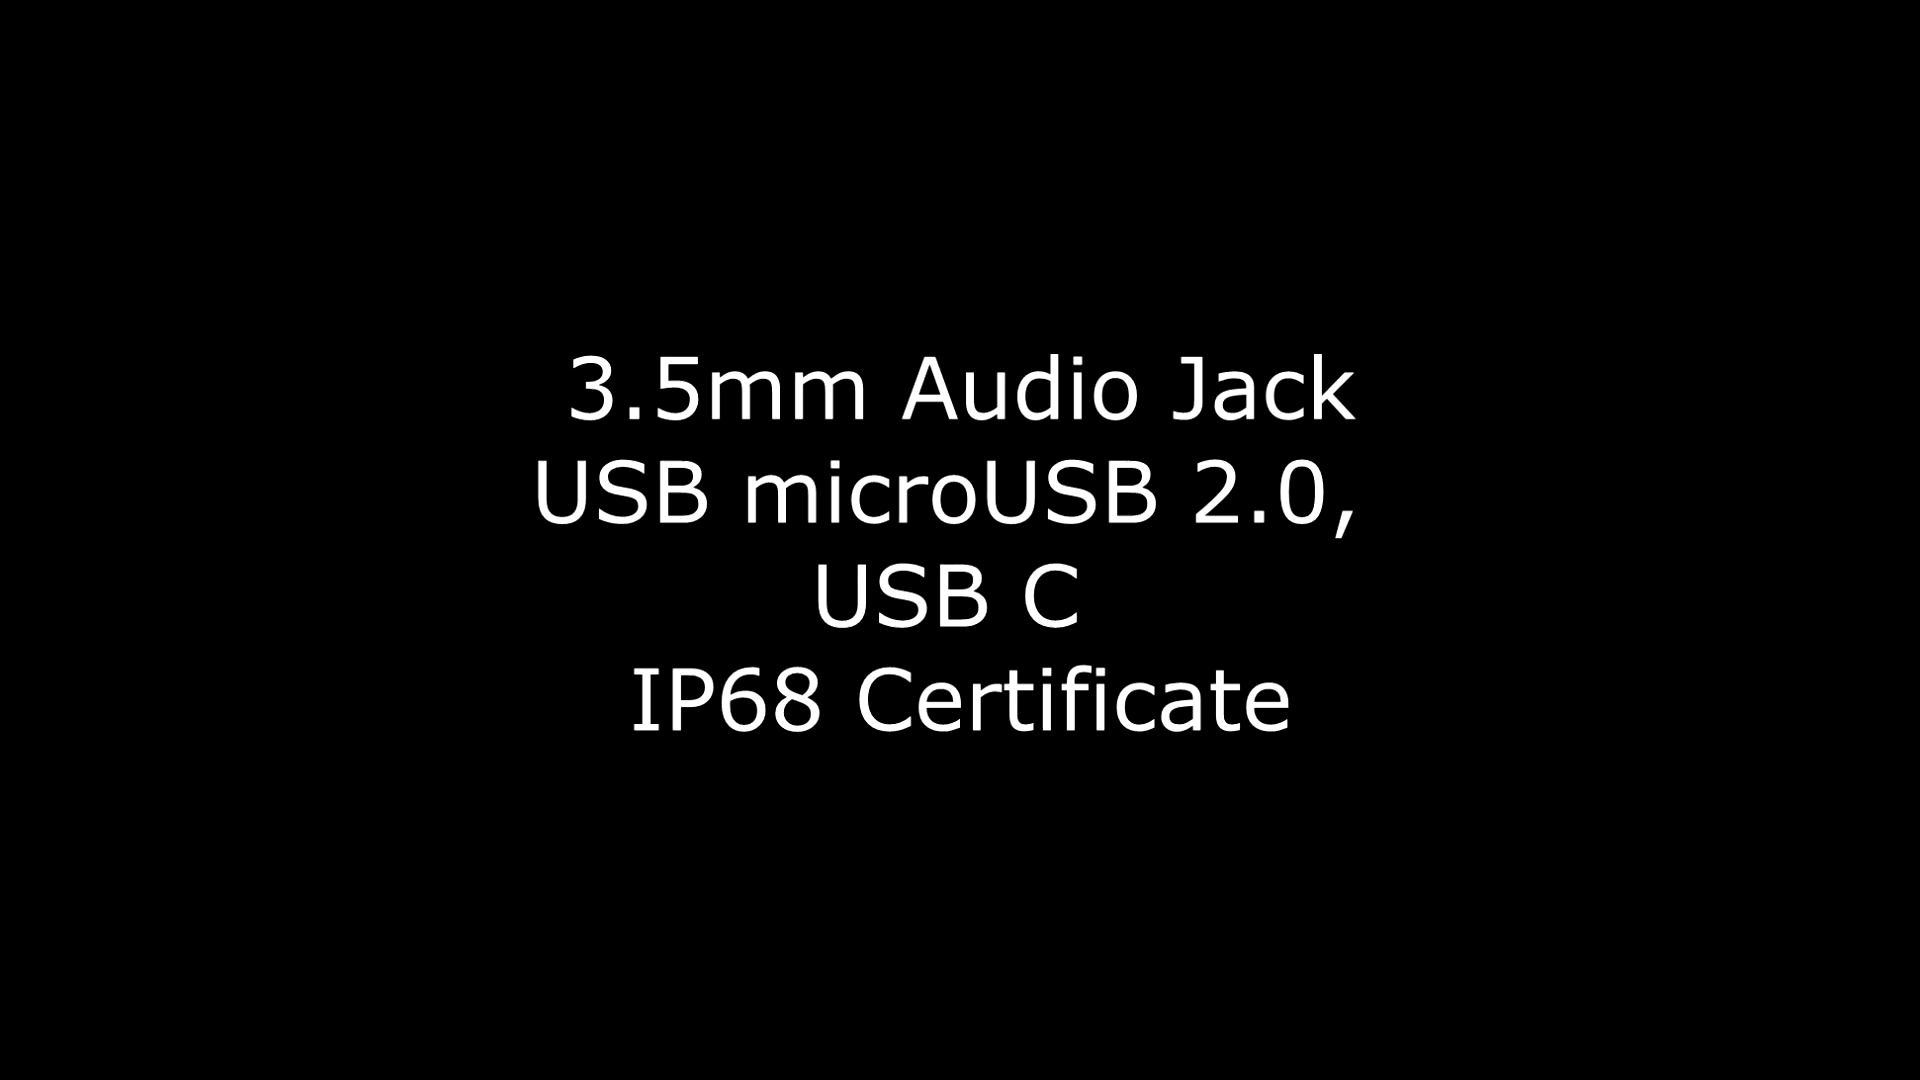 3.5mm Audio Jack
USB microUSB 2.0,
USB C
IP68 Certificate